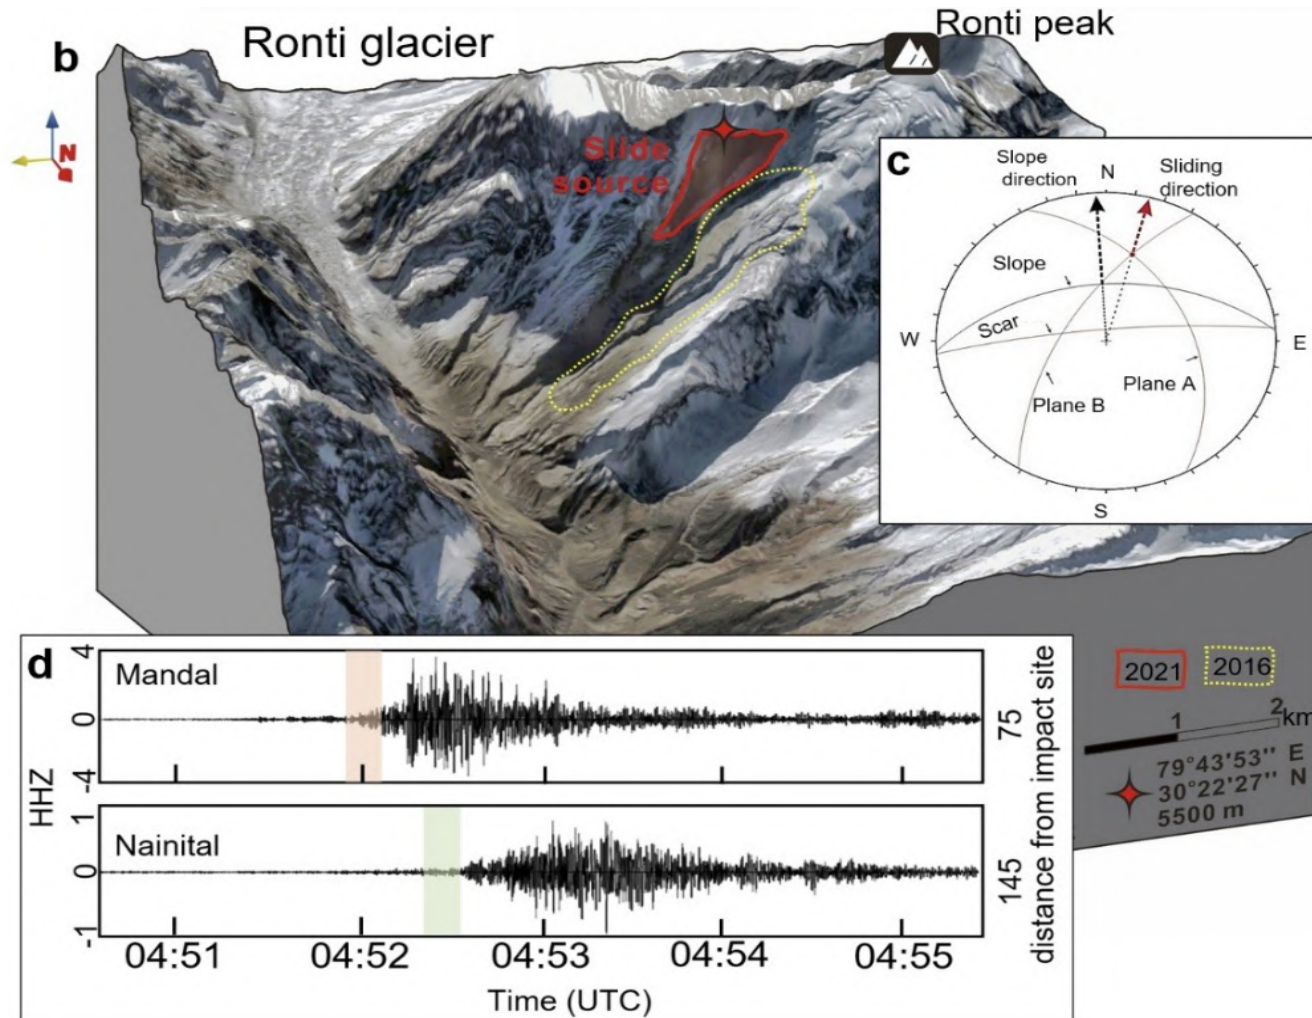 b
Ronti glacier
Ronti peak
N
Slide
source
c
Slope
direction
N
Sliding
direction
Slope
Scar
W
E
Plane A
Plane B
S
d
Mandal
4
0
-4
75
Nainital
1
0
-1
145
HHZ
distance from impact site
04:51
04:52
04:53
04:54
04:55
Time (UTC)
2021
2016
1
2
km
79°43'53'' E
30°22'27'' N
5500 m